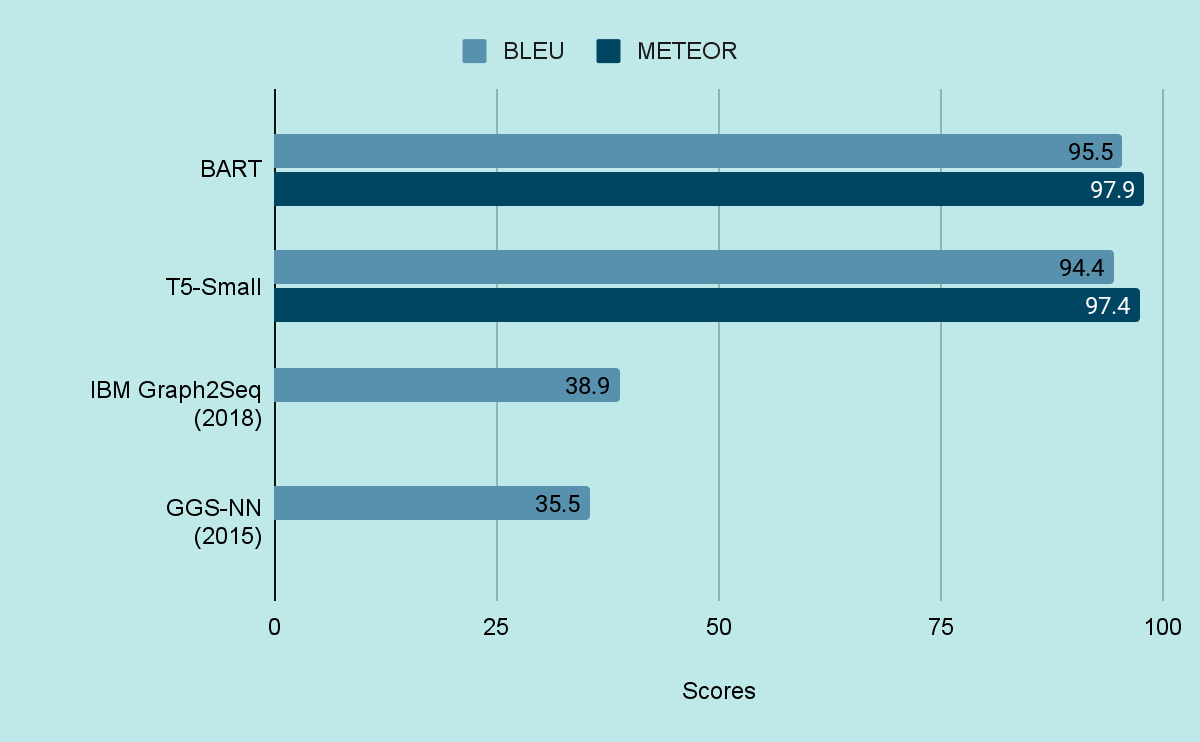 BLEU METEOR
BART
95.5
97.9
T5-Small
94.4
97.4
IBM Graph2Seq
(2018)
38.9
GGS-NN
(2015)
35.5
0 25 50 75 100
Scores